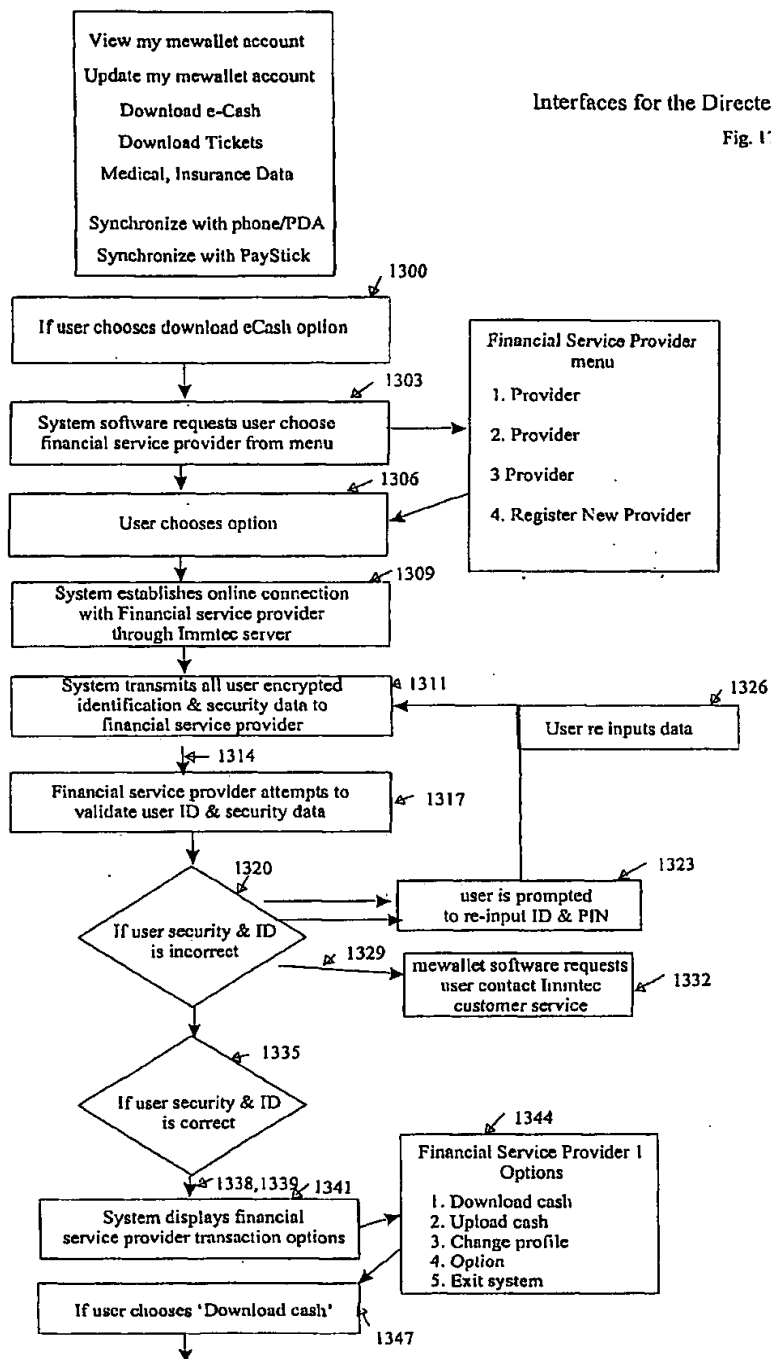 View my mewallet account
Update my mewallet account
Download e-Cash
Download Tickets
Medical, Insurance Data
Synchronize with phone/PDA
Synchronize with PayStick
Interfaces for the Directe
Fig. 17
1300
If user chooses download eCash option
1303
System software requests user choose
financial service provider from menu
Financial Service Provider
menu
1. Provider
2. Provider
3 Provider
4. Register New Provider
1306
User chooses option
1309
System establishes online connection
with Financial service provider
through Immtec server
1311
System transmits all user encrypted
identification & security data to
financial service provider
1326
User re inputs data
1314
Financial service provider attempts to
validate user ID & security data
1317
1320
If user security & ID
is incorrect
1323
user is prompted
to re-input ID & PIN
1329
mewallet software requests
user contact Immtec
customer service
1332
1335
If user security & ID
is correct
1338,1339
1341
System displays financial
service provider transaction options
1344
Financial Service Provider 1
Options
1. Download cash
2. Upload cash
3. Change profile
4. Option
5. Exit system
If user chooses 'Download cash'
1347